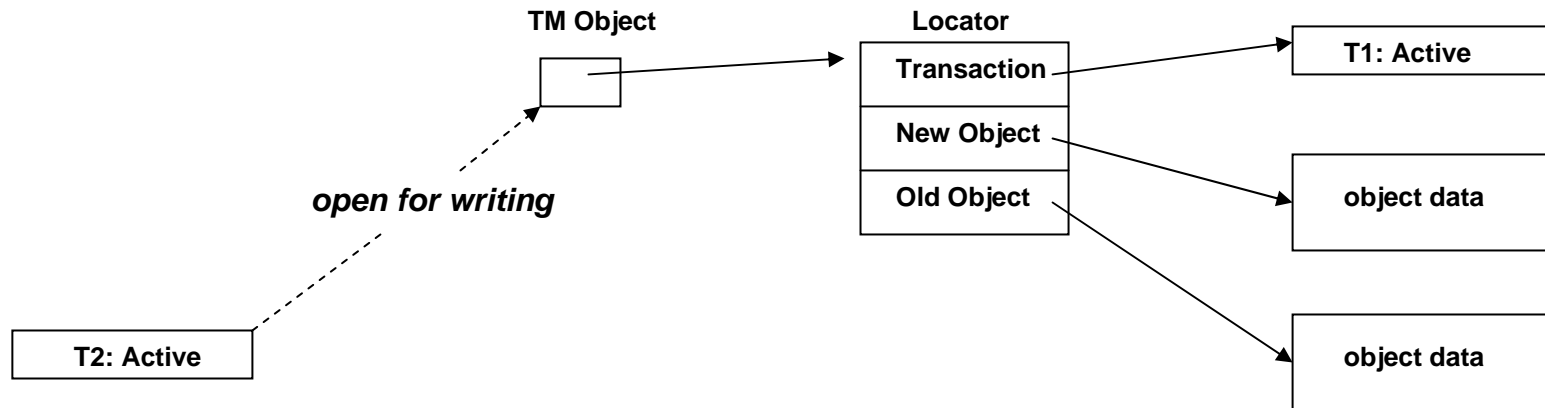 TM Object
Locator
Transaction
T1: Active
New Object
open for writing
Old Object
object data
T2: Active
object data